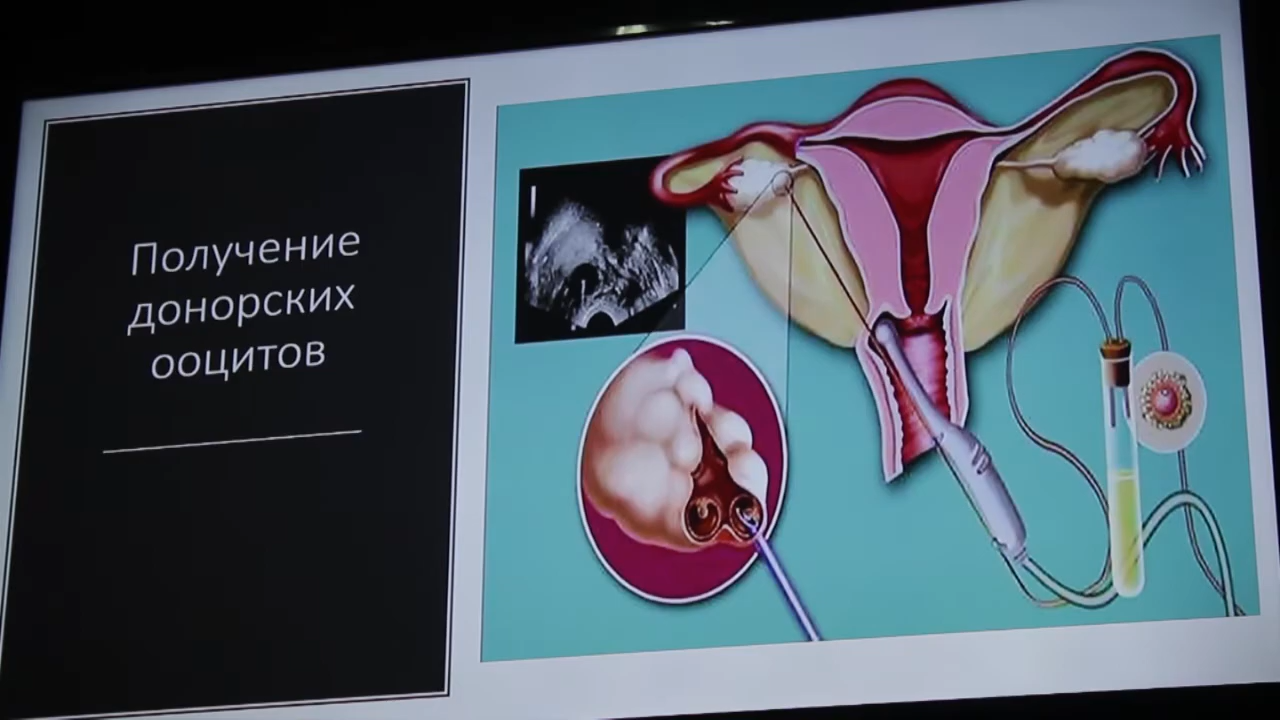 Получение
донорских
ооцитов